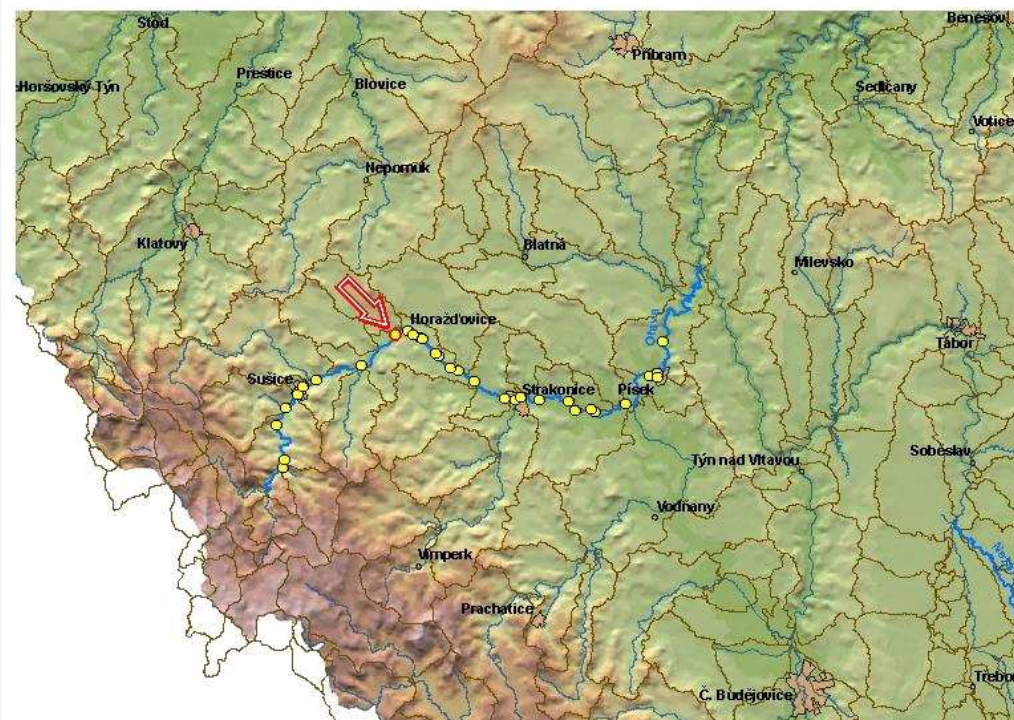 Stod
Benešov
Příbram
Přeštice
Horšovský Týn
Blovice
Sedlčany
Votice
Nepomuk
Klatovy
Blatná
Milevsko
Horažďovice
Otava
Tábor
Sušice
Strakonice
Písek
Soběslav
Týn nad Vltavou
Vodňany
Vimperk
Prachatice
Č. Budějovice